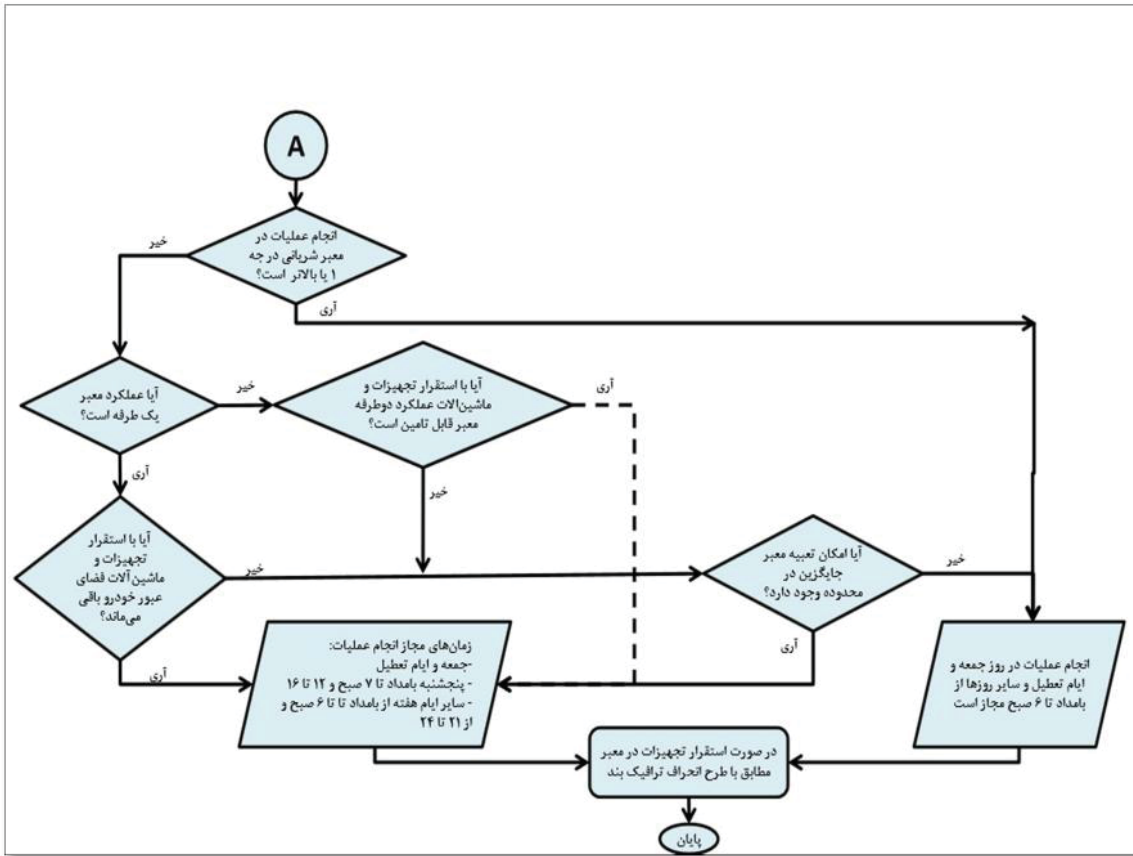 A
انجام عملیات در
معبر شریانی در جه
۱ یا بالاتر است؟
خیر
آری
آیا عملکرد معبر
یک طرفه است؟
خیر
آری
آیا با استقرار تجهیزات و
ماشین‌الات عملکرد دوطرفه
معبر قابل تامین است؟
آری
خیر
آیا با استقرار
تجهیزات و
ماشین‌آلات فضای
عبور خودرو باقی
می‌ماند؟
خیر
آری
آیا امکان تعبیه معبر
جایگزین در
محدوده وجود دارد؟
خیر
آری
زمان‌های مجاز انجام عملیات:
-جمعه و ایام تعطیل
- پنجشنبه بامداد تا ۷ صبح و ۱۲ تا ۱۶
- سایر ایام هفته از بامداد تا تا ۶ صبح و
از ۲۱ تا ۲۴
انجام عملیات در روز جمعه و
ایام تعطیل و سایر روزها از
بامداد تا ۶ صبح مجاز است
در صورت استقرار تجهیزات در معبر
مطابق با طرح انحراف ترافیک بند
پایان